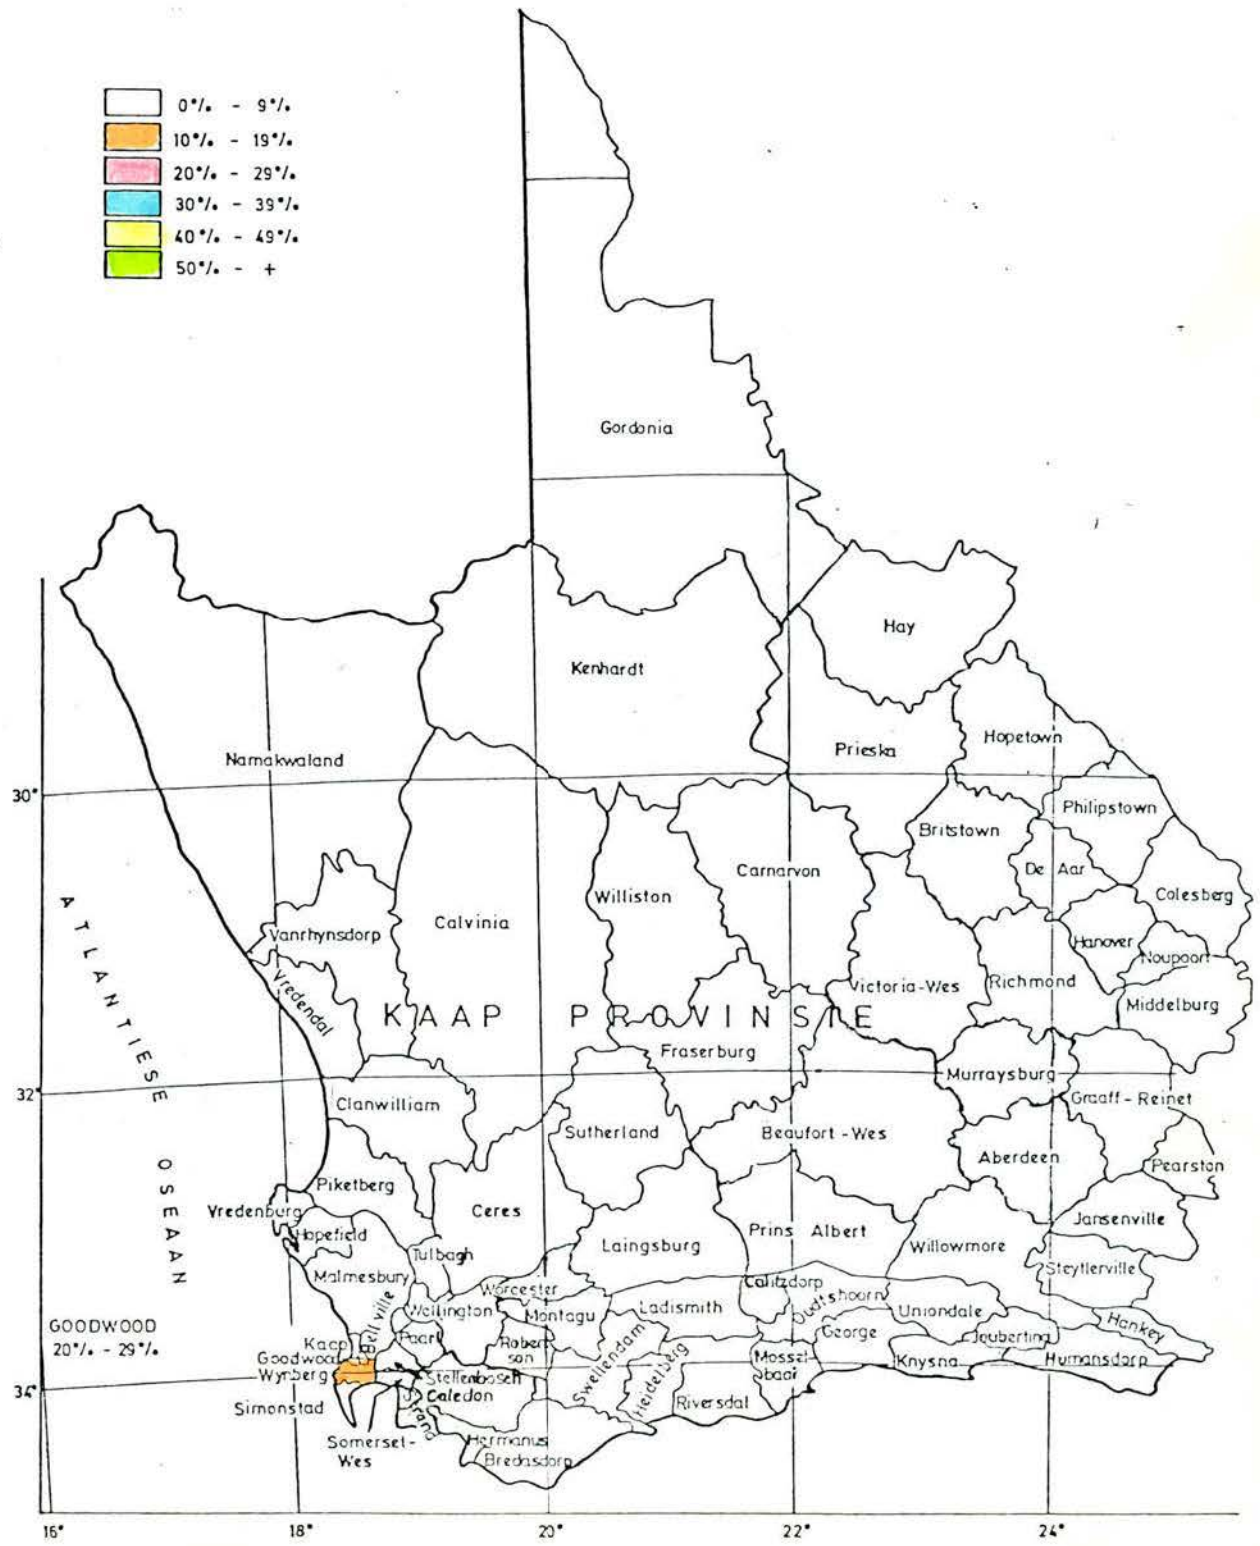 0% - 9%
10% - 19%
20% - 29%
30% - 39%
40% - 49%
50% - +
Gordonia
Hay
Kenhardt
Namakwaland
Prieska
Hopetown
30°
Philipstown
Britstown
De Aar
Carnarvon
Williston
Calvinia
Colesberg
Vanrhynsdorp
Hanover
Noupoort
Vredendal
Victoria-Wes
Richmond
Middelburg
KAAP PROVINSIE
Fraserburg
ATLANTIESE OSEAAN
Murraysburg
32°
Graaff-Reinet
Clanwilliam
Sutherland
Beaufort-Wes
Aberdeen
Pearston
Piketberg
Vredenburg
Ceres
Hopefield
Laingsburg
Prins Albert
Willowmore
Jansenville
Tulbagh
Steytlerville
Malmesbury
Calitzdorp
Worcester
Oudtshoorn
Bellville
Wellington
Montagu
Ladismith
Uniondale
Hankey
GOODWOOD
20% - 29%
Kaap
Paarl
Robert-
son
Swellendam
George
Joubertina
Goodwood
Heidelberg
Mossel-
baai
Knysna
Humansdorp
Wynberg
Stellenbosch
34°
Caledon
Strand
Riversdal
Simonstad
Somerset-
Wes
Hermanus
Bredasdorp
16°
18°
20°
22°
24°